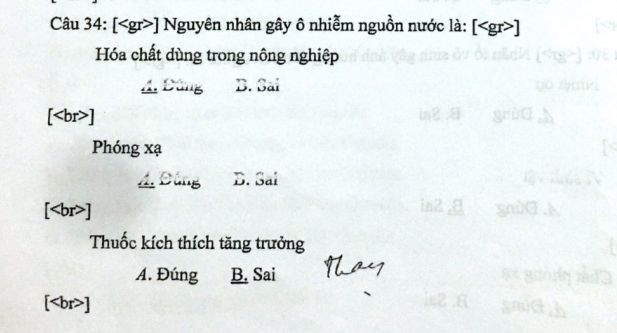 Câu 34: [<gr>] Nguyên nhân gây ô nhiễm nguồn nước là: [<gr>]
Hóa chất dùng trong nông nghiệp
A. Đúng B. Sai
[<br>]
Phóng xạ
A. Đúng B. Sai
[<br>]
Thuốc kích thích tăng trưởng
A. Đúng B. Sai
[<br>]